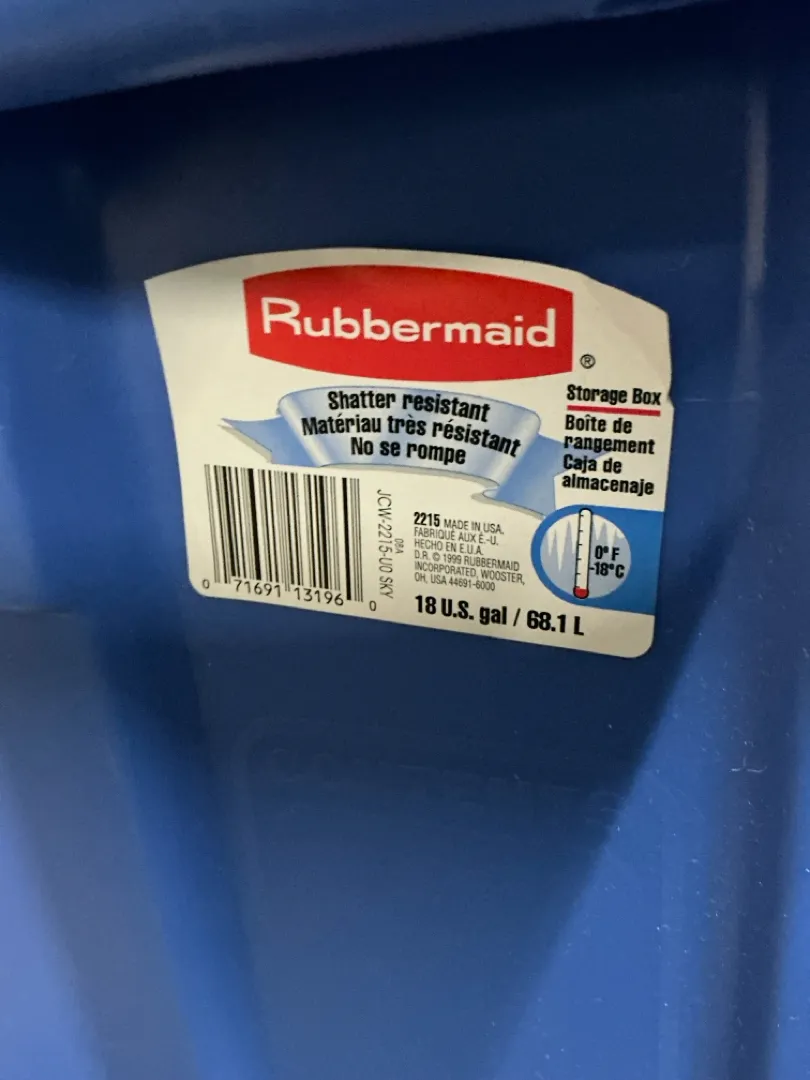 Rubbermaid®
Shatter resistant
Matériau très résistant
No se rompe
Storage Box
Boîte de
rangement
Caja de
almacenaje
0 71691 13196 0
JCW-2215-U0 SKY
08A
2215 MADE IN USA.
FABRIQUÉ AUX É.-U.
HECHO EN E.U.A.
D.R. © 1999 RUBBERMAID
INCORPORATED, WOOSTER,
OH, USA 44691-6000
0° F
-18°C
18 U.S. gal / 68.1 L